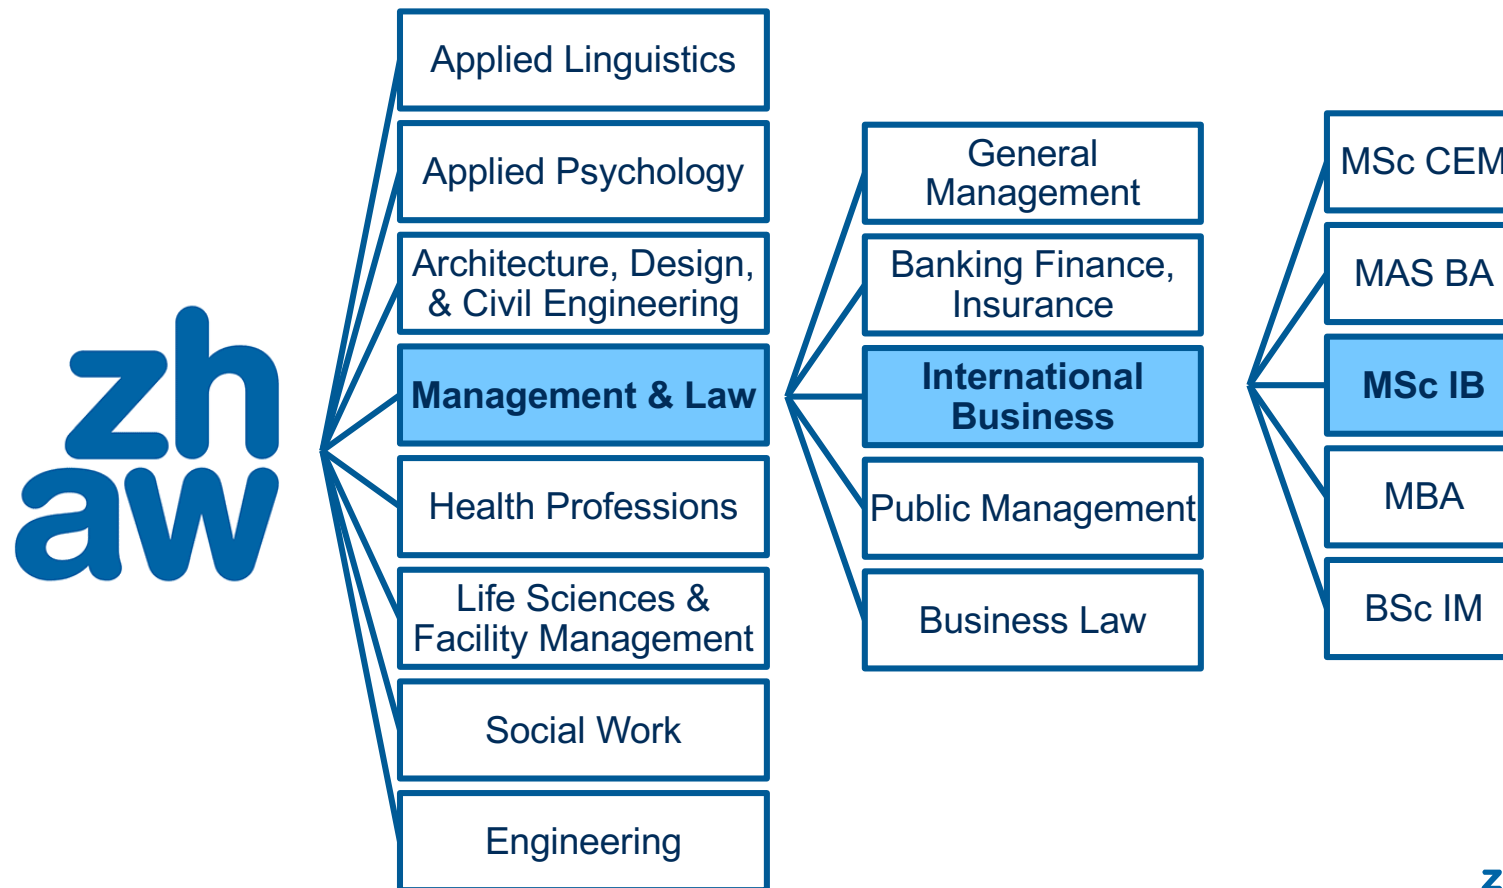 zh
aw
Applied Linguistics
Applied Psychology
Architecture, Design,
& Civil Engineering
Management & Law
Health Professions
Life Sciences &
Facility Management
Social Work
Engineering
General
Management
Banking Finance,
Insurance
International
Business
Public Management
Business Law
MSc CEM
MAS BA
MSc IB
MBA
BSc IM
z